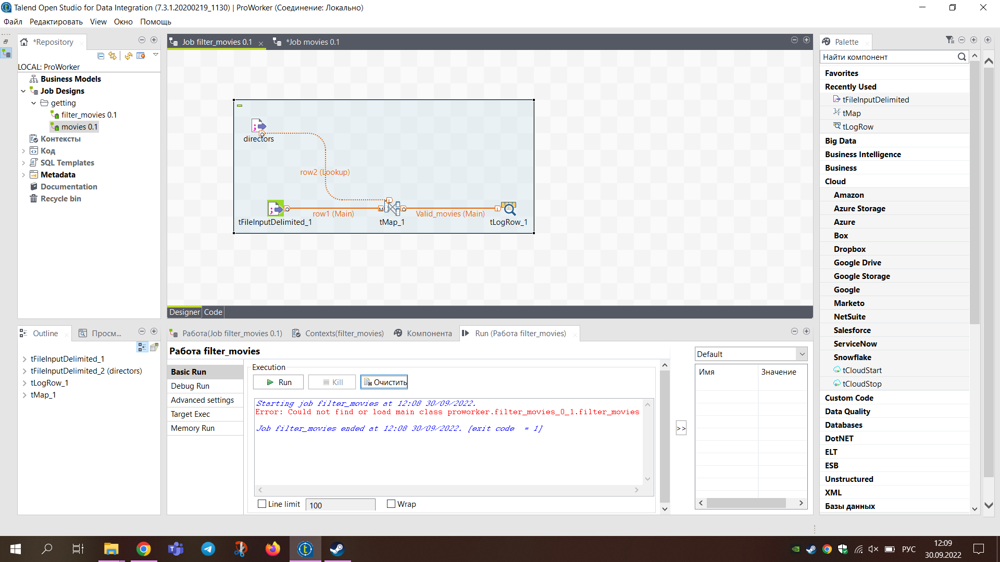 Talend Open Studio for Data Integration (7.3.1.20200219_1130) | ProWorker (Соединение: Локально)
Файл Редактировать View Окно Помощь
*Repository
LOCAL: ProWorker
Business Models
Job Designs
getting
filter_movies 0.1
movies 0.1
Контексты
Код
SQL Templates
Metadata
Documentation
Recycle bin
Job filter_movies 0.1
*Job movies 0.1
directors
row2 (Lookup)
row1 (Main)
Valid_movies (Main)
tFileInputDelimited_1
tMap_1
tLogRow_1
Designer Code
Palette
Найти компонент
Favorites
Recently Used
tFileInputDelimited
tMap
tLogRow
Big Data
Business Intelligence
Business
Cloud
Amazon
Azure Storage
Azure
Box
Dropbox
Google Drive
Google Storage
Google
Marketo
NetSuite
Salesforce
ServiceNow
Snowflake
tCloudStart
tCloudStop
Custom Code
Data Quality
Databases
DotNET
ELT
ESB
Unstructured
XML
Базы данных
Outline
Просм...
tFileInputDelimited_1
tFileInputDelimited_2 (directors)
tLogRow_1
tMap_1
Работа(Job filter_movies 0.1)
Contexts(filter_movies)
Компонента
Run (Работа filter_movies)
Работа filter_movies
Basic Run
Debug Run
Advanced settings
Target Exec
Memory Run
Execution
Run
Kill
Очистить
Starting job filter_movies at 12:08 30/09/2022.
Error: Could not find or load main class proworker.filter_movies_0_1.filter_movies
Job filter_movies ended at 12:08 30/09/2022. [exit code  = 1]
Line limit
100
Wrap
>>
Default
Имя
Значение
РУС
12:09
30.09.2022